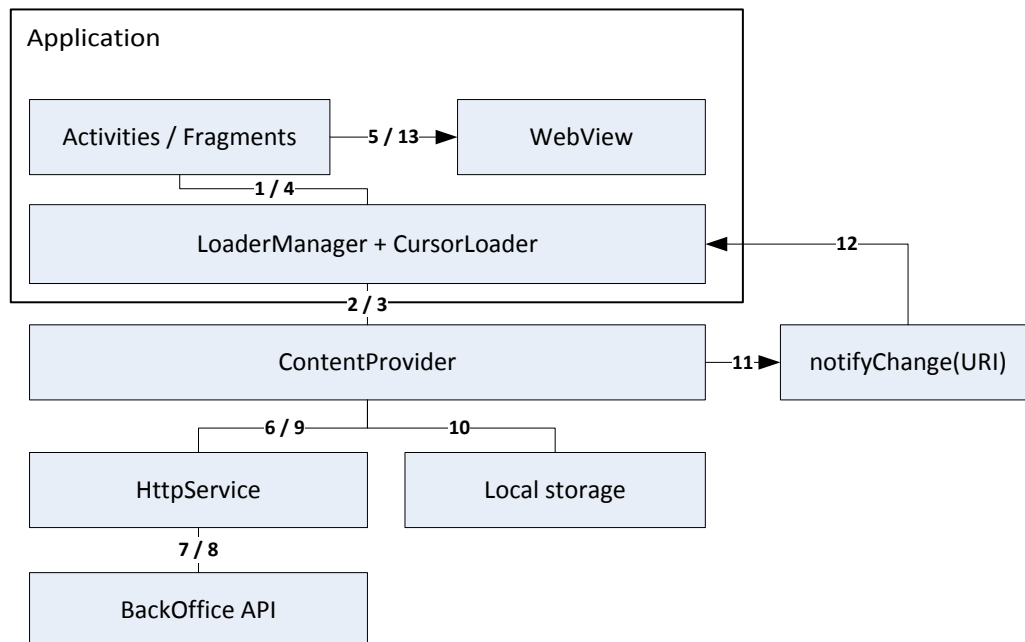 Application
Activities / Fragments
5 / 13
WebView
1 / 4
LoaderManager + CursorLoader
12
2 / 3
ContentProvider
11
notifyChange(URI)
6 / 9
10
HttpService
Local storage
7 / 8
BackOffice API